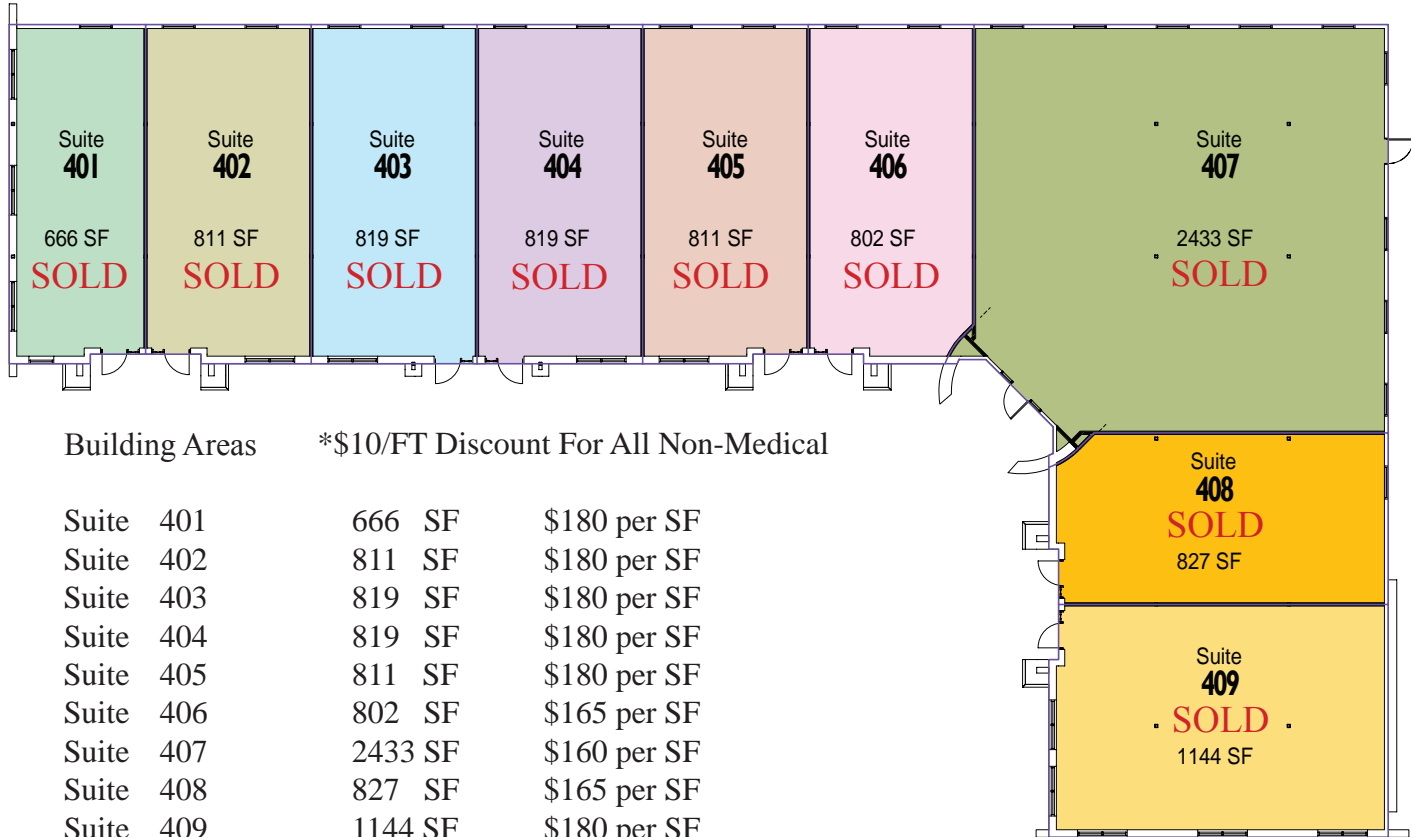 Suite
401
666 SF
SOLD
Suite
402
811 SF
SOLD
Suite
403
819 SF
SOLD
Suite
404
819 SF
SOLD
Suite
405
811 SF
SOLD
Suite
406
802 SF
SOLD
Suite
407
2433 SF
SOLD
Suite
408
SOLD
827 SF
Suite
409
SOLD
1144 SF
Building Areas *$10/FT Discount For All Non-Medical
Suite 401 666 SF $180 per SF
Suite 402 811 SF $180 per SF
Suite 403 819 SF $180 per SF
Suite 404 819 SF $180 per SF
Suite 405 811 SF $180 per SF
Suite 406 802 SF $165 per SF
Suite 407 2433 SF $160 per SF
Suite 408 827 SF $165 per SF
Suite 409 1144 SF $180 per SF